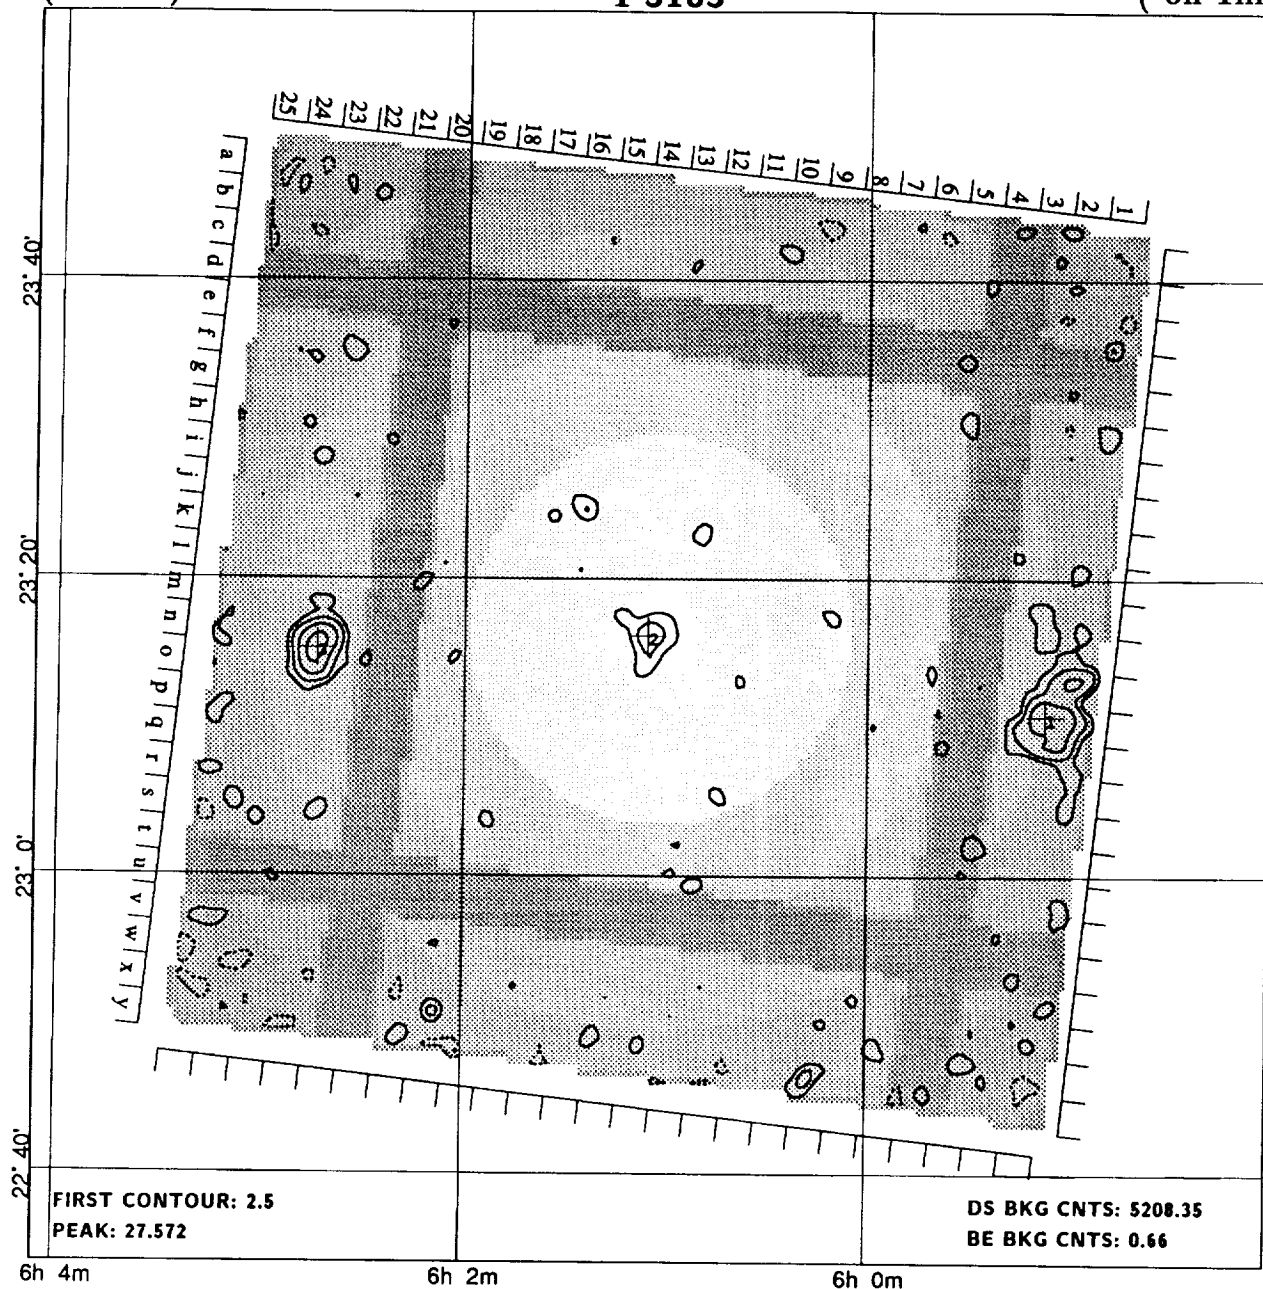 25 24 23 22 21 20 19 18 17 16 15 14 13 12 11 10 9 8 7 6 5 4 3 2 1
a b c d e f g h i j k l m n o p q r s t u v w x y
23° 40'
23° 20'
2
23° 0'
22° 40'
FIRST CONTOUR: 2.5
PEAK: 27.572
DS BKG CNTS: 5208.35
BE BKG CNTS: 0.66
6h 4m
6h 2m
6h 0m